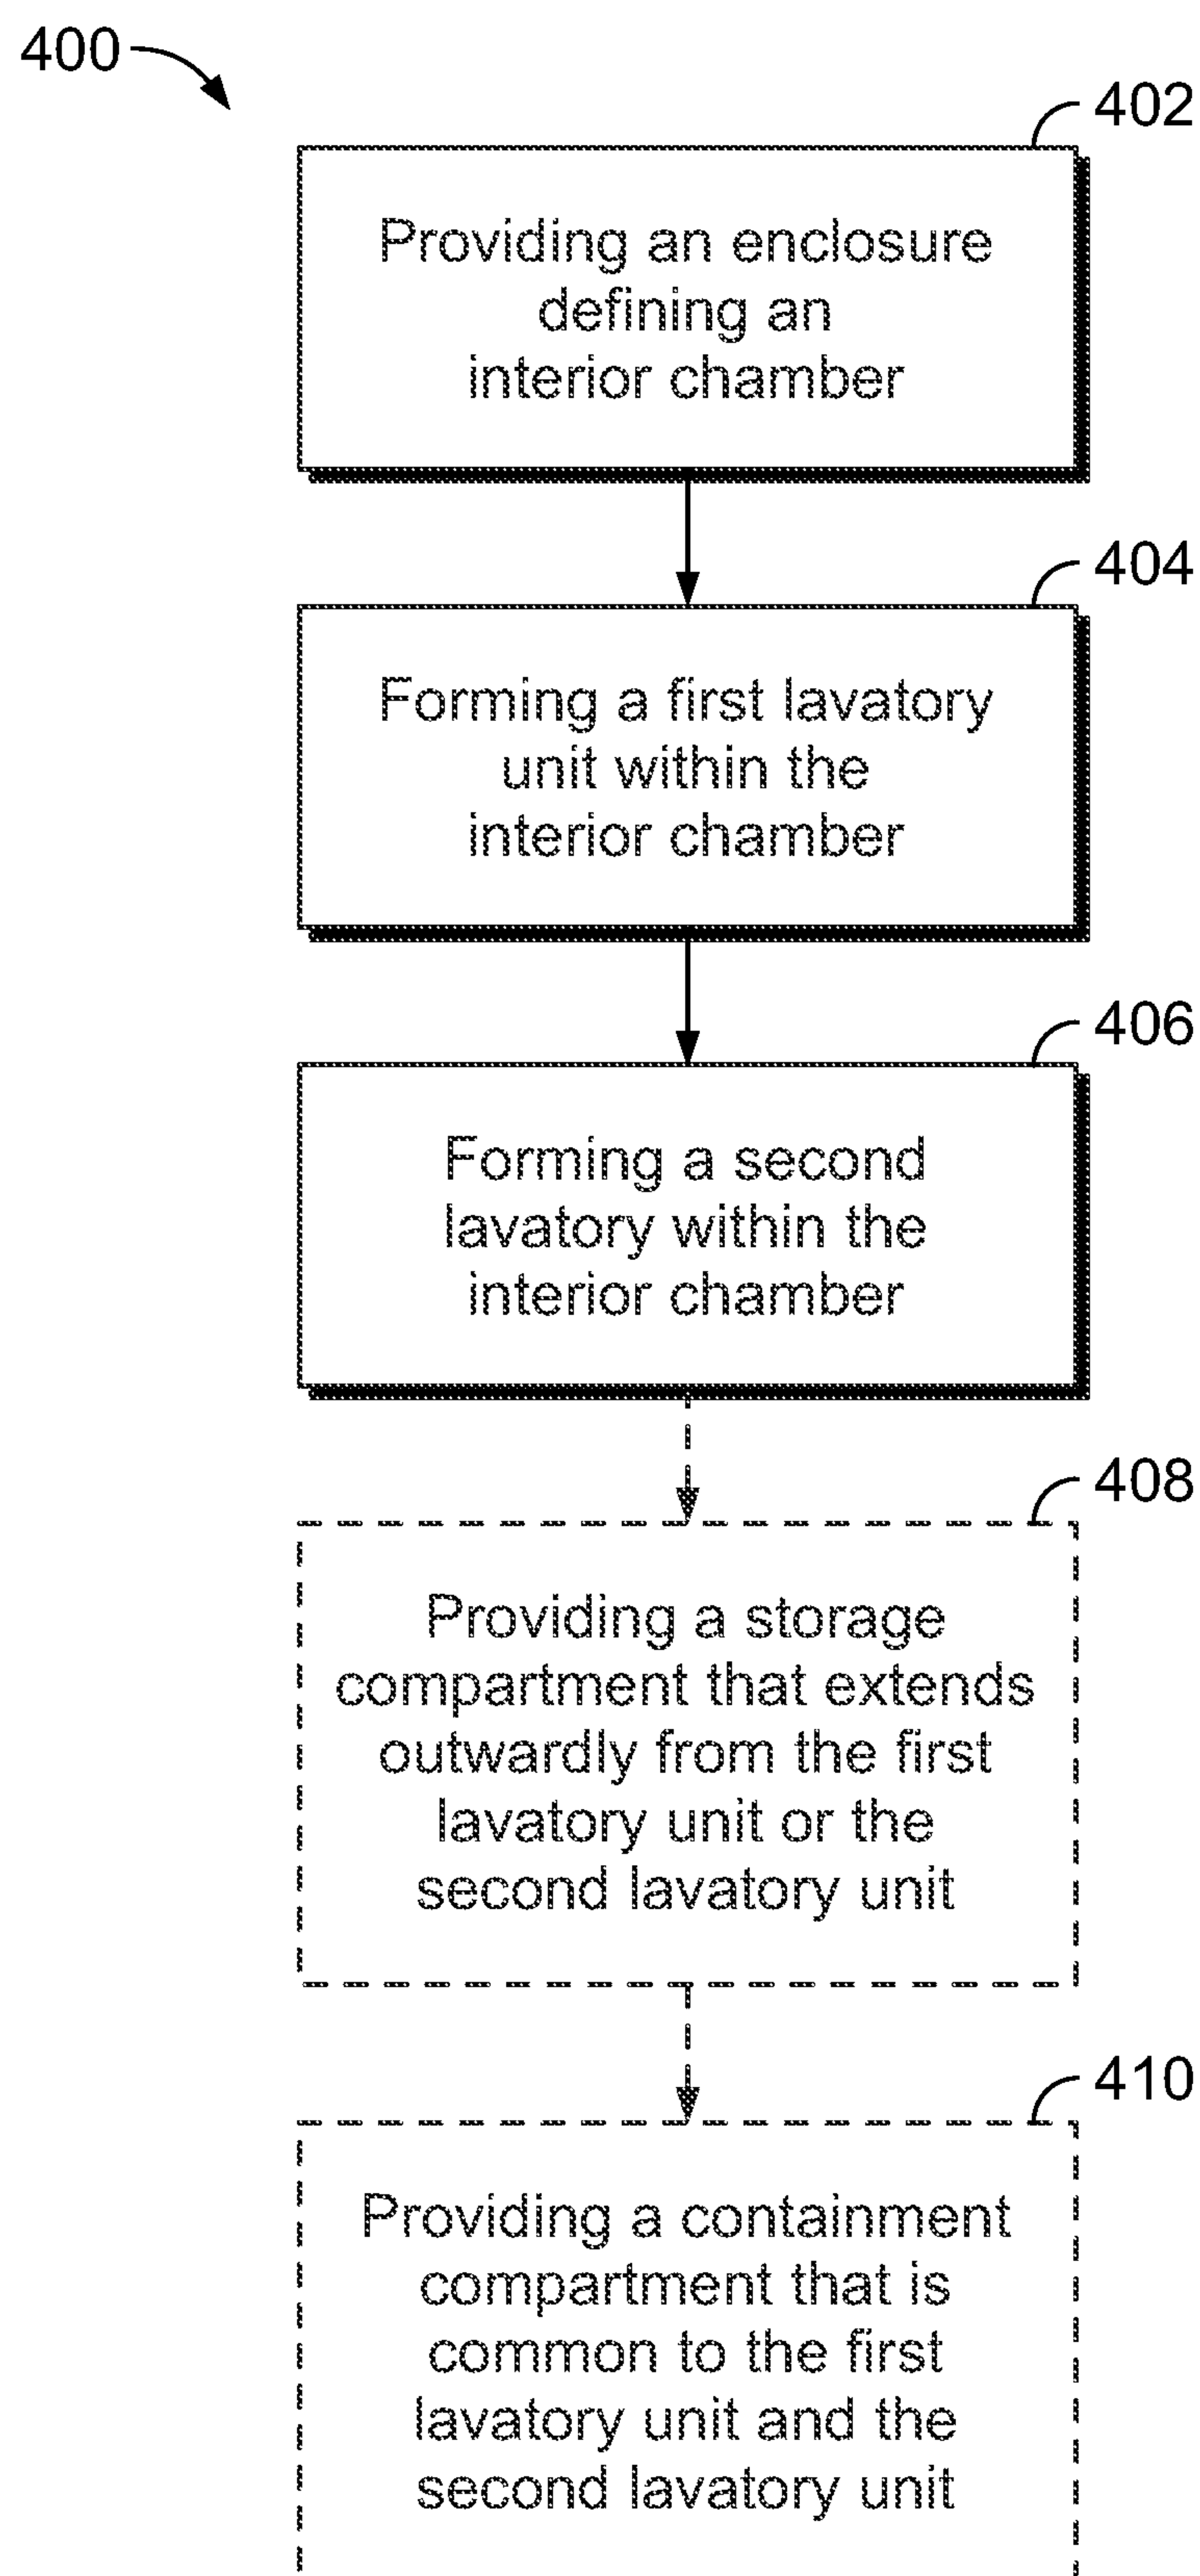 400
402
Providing an enclosure
defining an
interior chamber
404
Forming a first lavatory
unit within the
interior chamber
406
Forming a second
lavatory within the
interior chamber
408
Providing a storage
compartment that extends
outwardly from the first
lavatory unit or the
second lavatory unit
410
Providing a containment
compartment that is
common to the first
lavatory unit and the
second lavatory unit